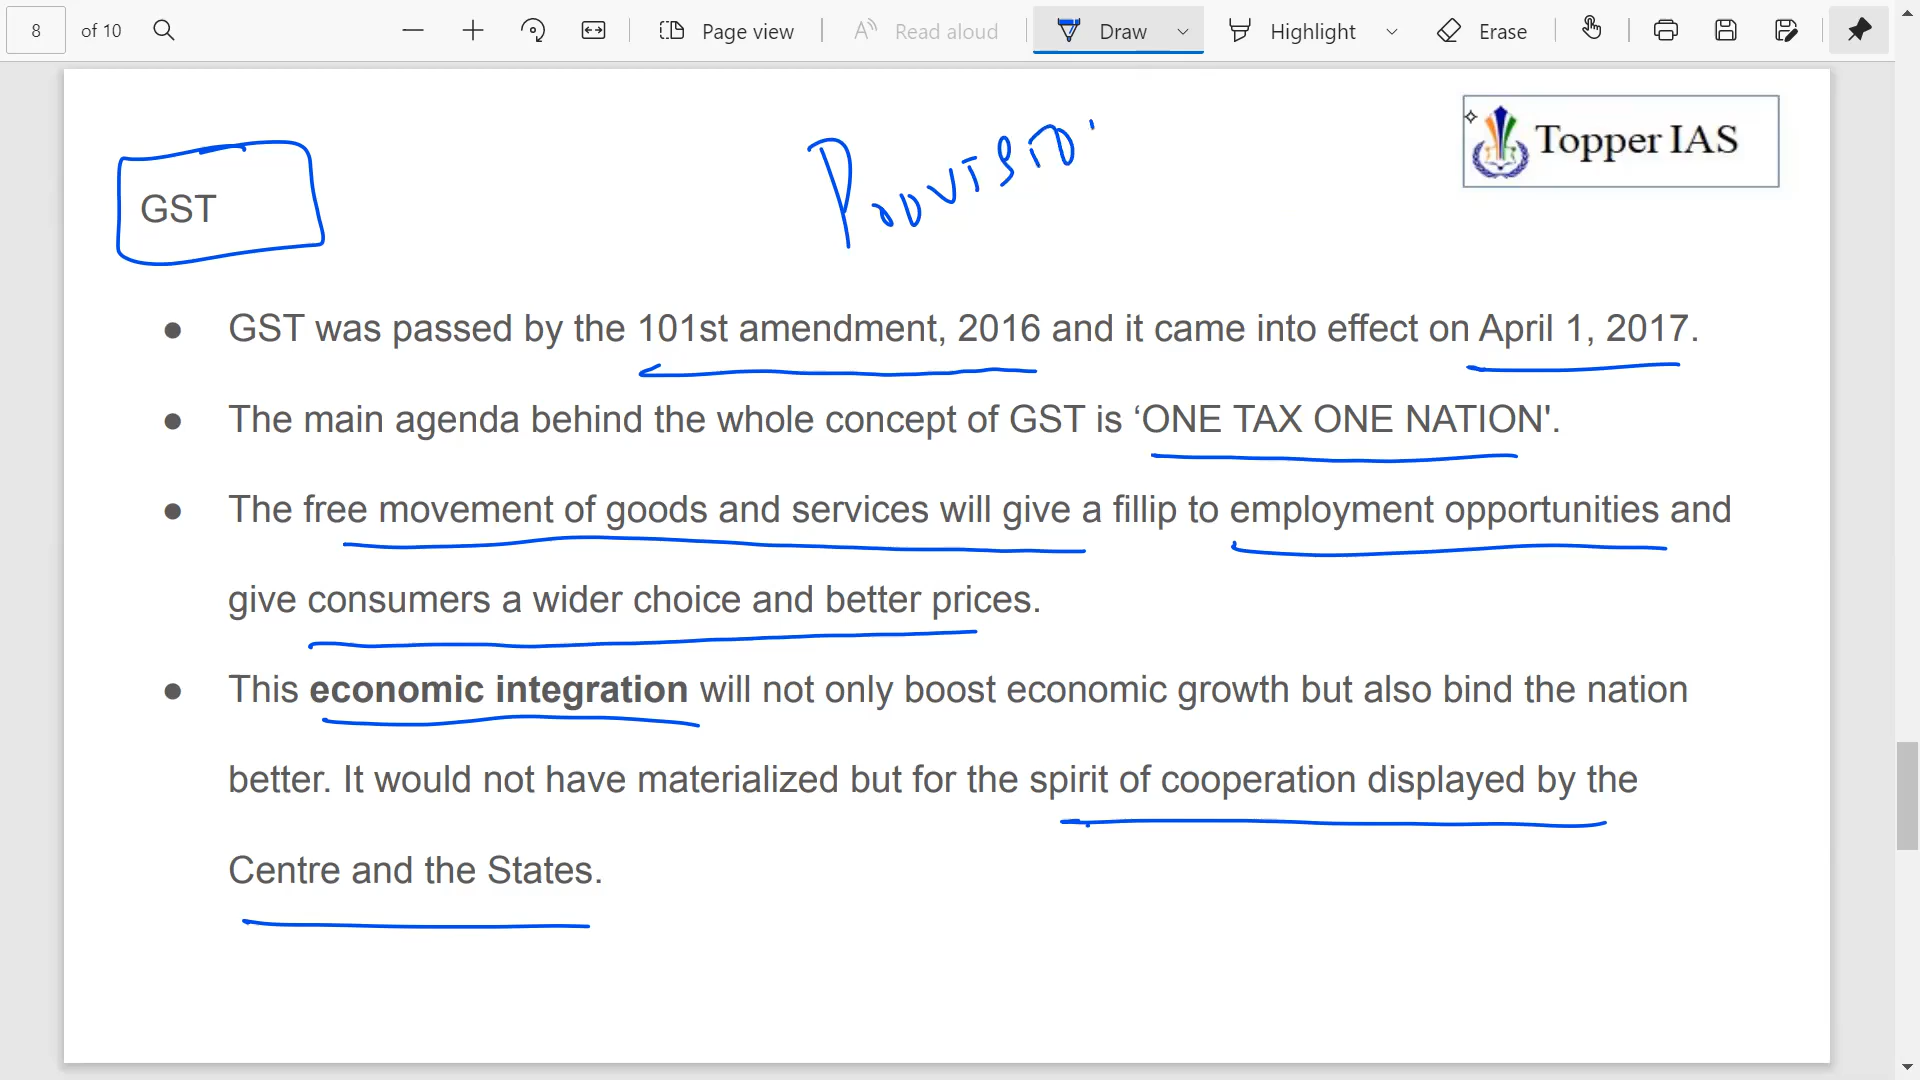 8 of 10 Page view Read aloud Draw Highlight Erase
Topper IAS
GST
● GST was passed by the 101st amendment, 2016 and it came into effect on April 1, 2017.
● The main agenda behind the whole concept of GST is ‘ONE TAX ONE NATION'.
● The free movement of goods and services will give a fillip to employment opportunities and
give consumers a wider choice and better prices.
● This economic integration will not only boost economic growth but also bind the nation
better. It would not have materialized but for the spirit of cooperation displayed by the
Centre and the States.